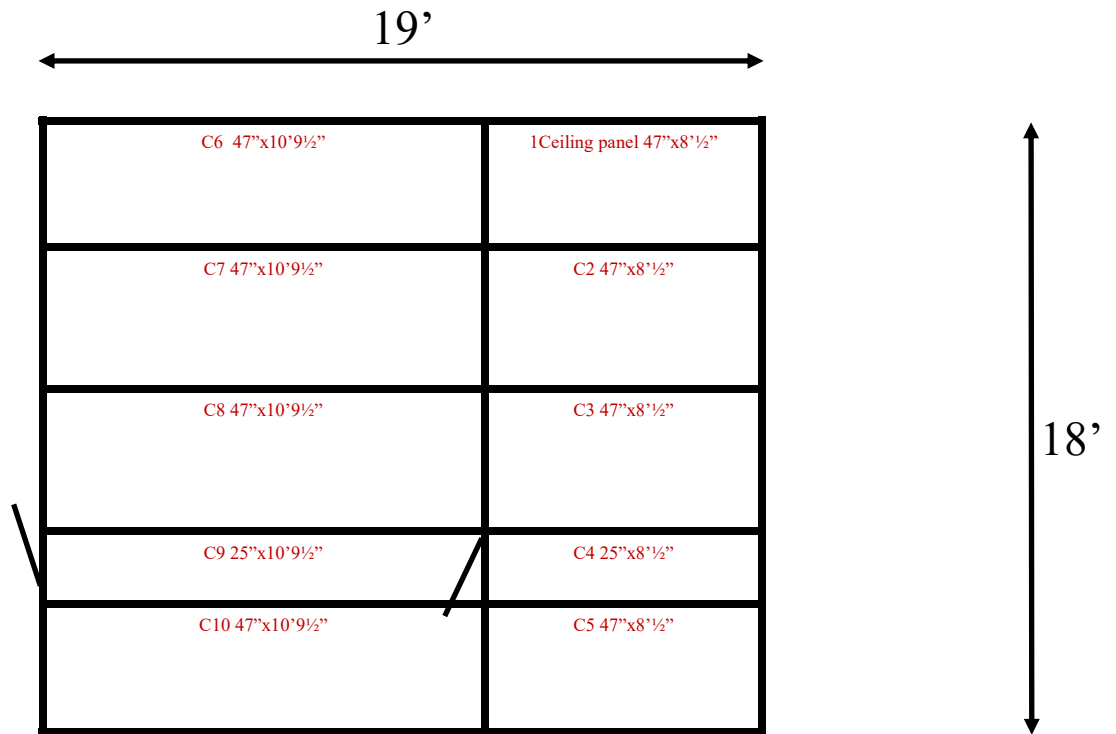 19’
C6  47”x10’9½”
1Ceiling panel 47”x8’½”
C7 47”x10’9½”
C2 47”x8’½”
C8 47”x10’9½”
C3 47”x8’½”
18’
C9 25”x10’9½”
C4 25”x8’½”
C10 47”x10’9½”
C5 47”x8’½”